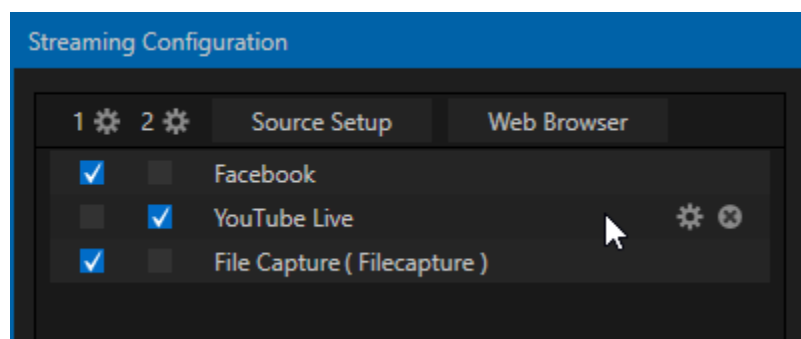 Streaming Configuration
1 2 Source Setup Web Browser
Facebook
YouTube Live
File Capture ( Filecapture )